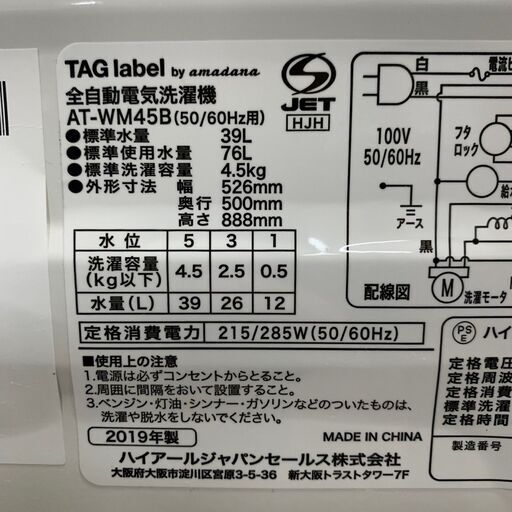 TAG label by amadana
全自動電気洗濯機
AT-WM45B(50/60Hz用)
●標準水量 39L
●標準使用水量 76L
●標準洗濯容量 4.5kg
●外形寸法 幅 526mm
奥行 500mm
高さ 888mm
水位 5 3 1
洗濯容量(kg以下) 4.5 2.5 0.5
水量(L) 39 26 12
定格消費電力 215/285W(50/60Hz)
■使用上の注意
1.電源は必ずコンセントからとること。
2.周囲に間隔をおいて設置すること。
3.ベンジン・灯油・シンナー・ガソリンなどのついたものは、
洗濯や脱水をしないでください。
2019年製
MADE IN CHINA
ハイアールジャパンセールス株式会社
大阪府大阪市淀川区宮原3-5-36 新大阪トラストタワー7F
S
JET
HJH
白
黒
100V
50/60Hz
アース
フタ
ロック
黒
配線図
M
洗濯モータ
PS
E
ハイ
定格電圧
定格周波
定格消費
標準洗濯
定格時間
製造番号